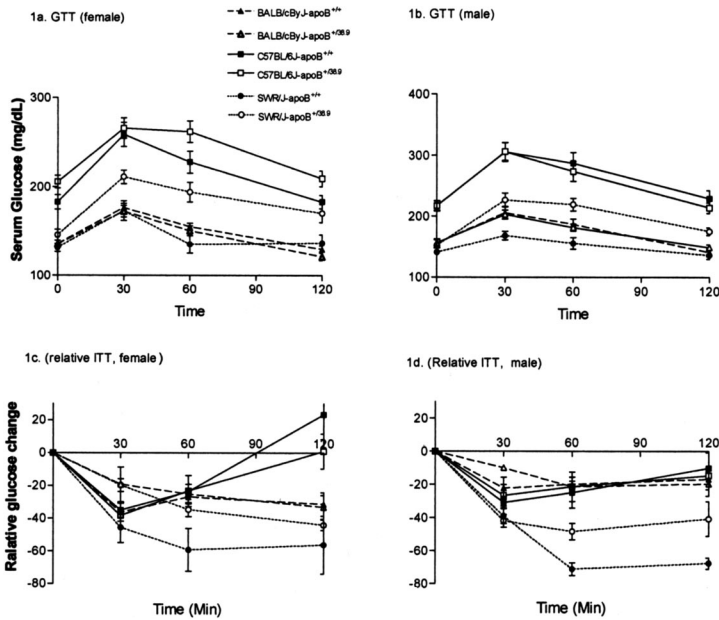 1a. GTT (female)
BALB/cByJ-apoB+/+
BALB/cByJ-apoB+/38.9
C57BL/6J-apoB+/+
C57BL/6J-apoB+/38.9
SWR/J-apoB+/+
SWR/J-apoB+/38.9
Serum Glucose (mg/dL)
300
200
100
0 30 60 90 120
Time
1b. GTT (male)
400
300
200
100
0 30 60 90 120
Time
1c. (relative ITT, female )
Ralative glucose change
20
0
-20
-40
-60
-80
30 60 90 120
Time (Min)
1d. (Relative ITT, male)
20
0
-20
-40
-60
-80
30 60 90 120
Time (Min)